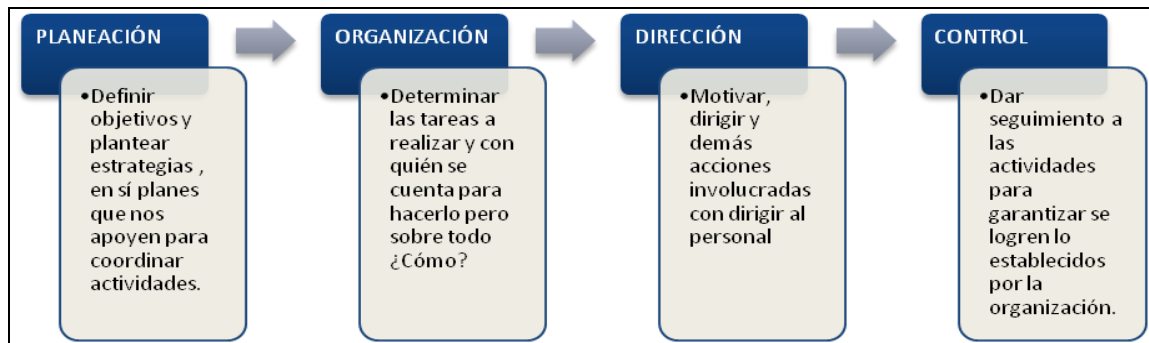 PLANEACIÓN
•Definir
objetivos y
plantear
estrategias ,
en sí planes
que nos
apoyen para
coordinar
actividades.
ORGANIZACIÓN
•Determinar
las tareas a
realizar y con
quién se
cuenta para
hacerlo pero
sobre todo
¿Cómo?
DIRECCIÓN
•Motivar,
dirigir y
demás
acciones
involucradas
con dirigir al
personal
CONTROL
•Dar
seguimiento a
las
actividades
para
garantizar se
logren lo
establecidos
por la
organización.